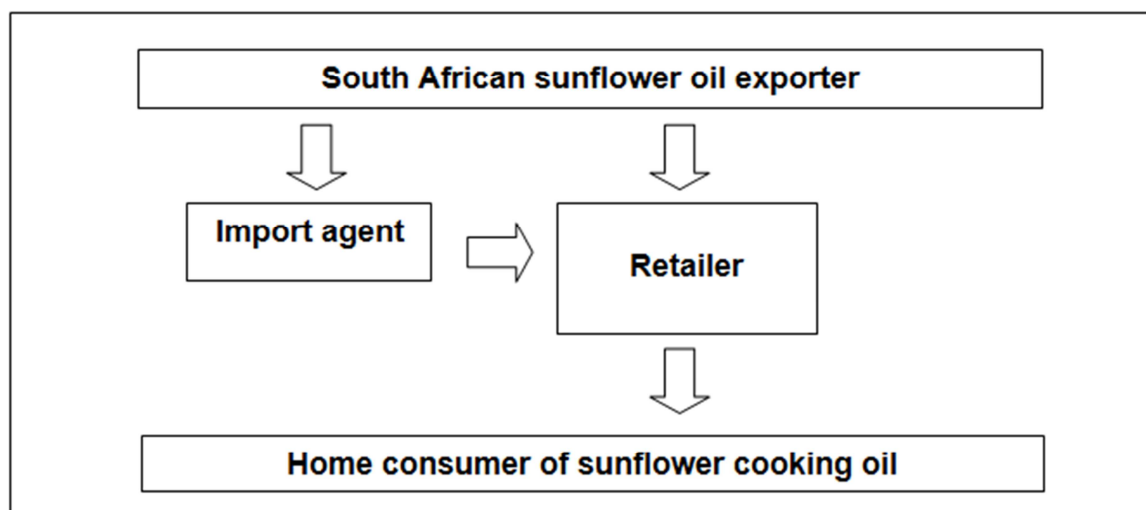 South African sunflower oil exporter
Import agent
Retailer
Home consumer of sunflower cooking oil